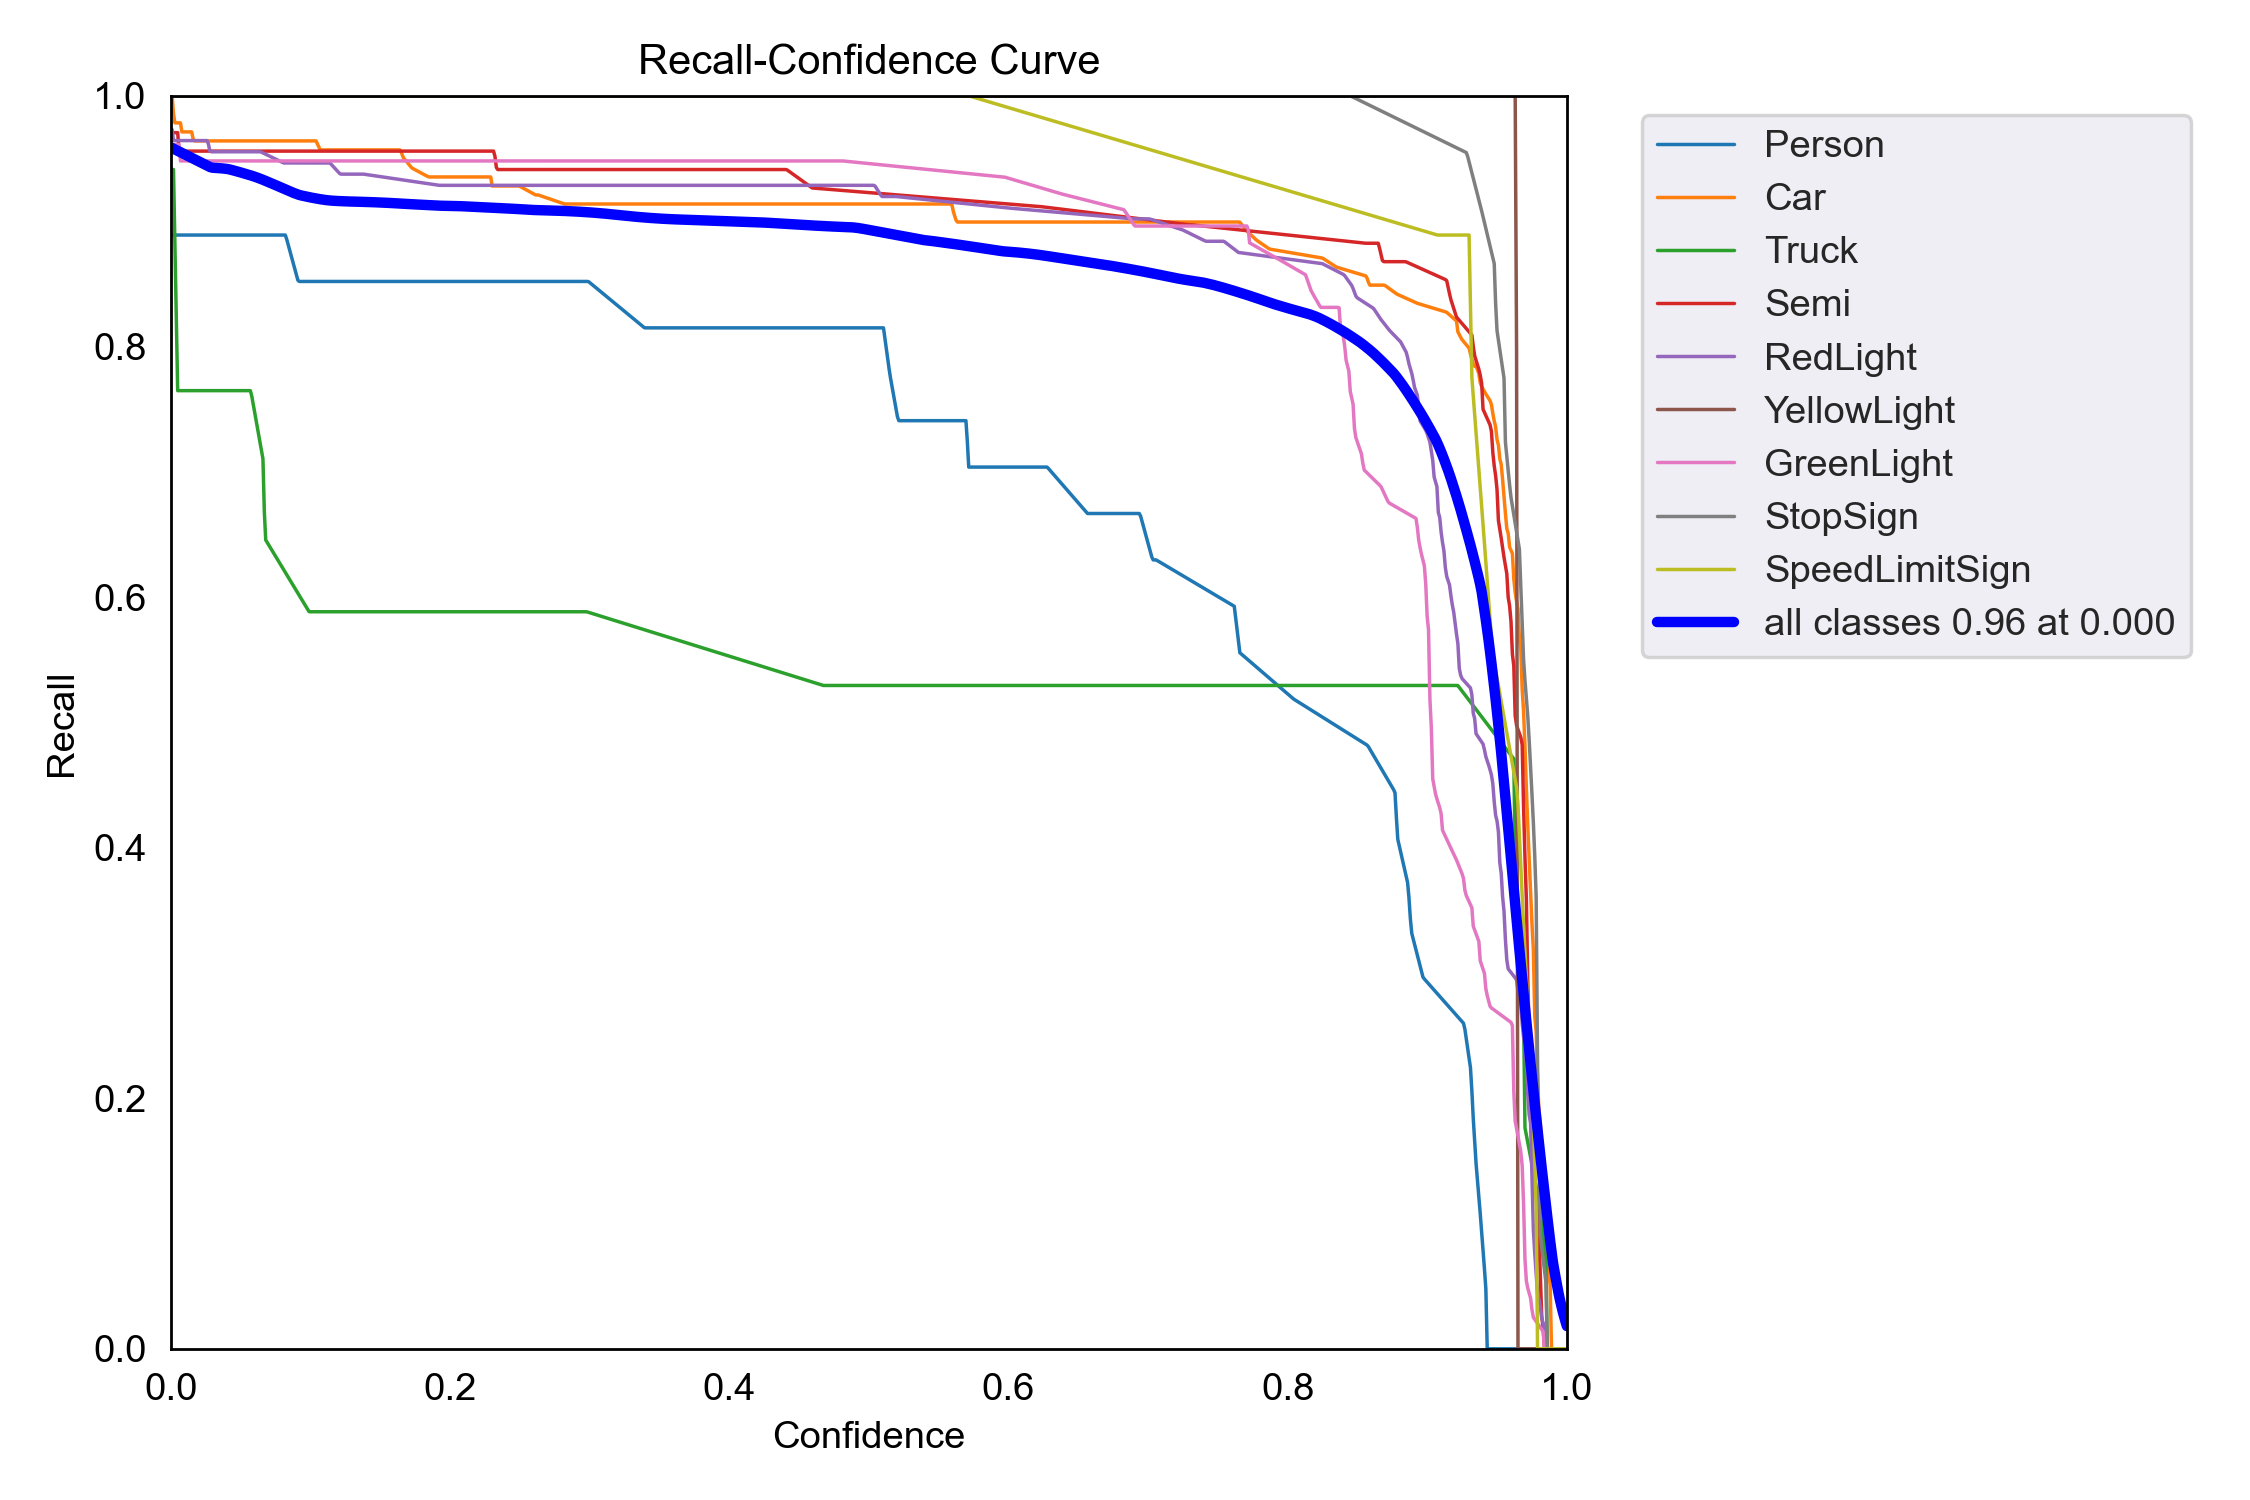 Recall-Confidence Curve
1.0
0.8
0.6
0.4
0.2
0.0
Recall
0.0 0.2 0.4 0.6 0.8 1.0
Confidence
Person
Car
Truck
Semi
RedLight
YellowLight
GreenLight
StopSign
SpeedLimitSign
all classes 0.96 at 0.000